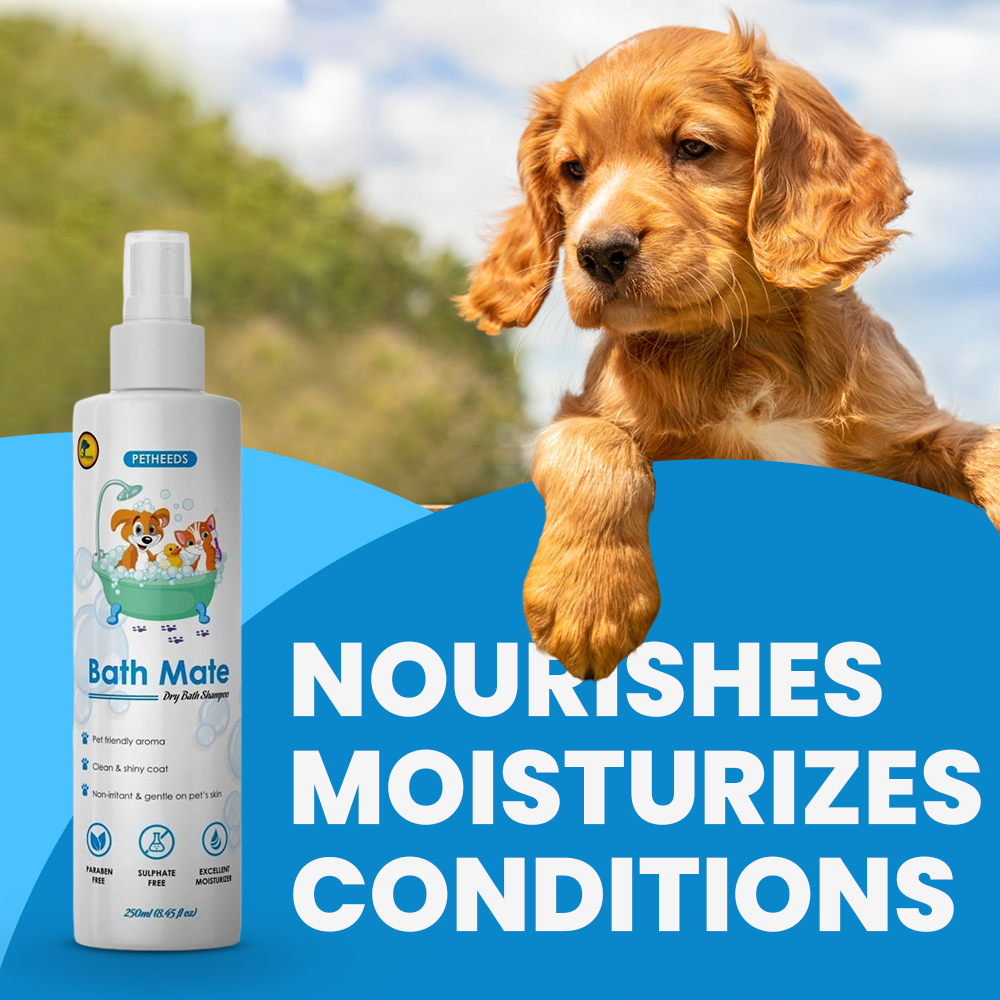 PETHEEDS
Bath Mate
Dry Bath Shampoo
Pet friendly aroma
Clean & shiny coat
Non-irritant & gentle on pet's skin
PARABEN
FREE
SULPHATE
FREE
EXCELLENT
MOISTURIZER
250ml (8.45 fl oz)
NOURISHES
MOISTURIZES
CONDITIONS